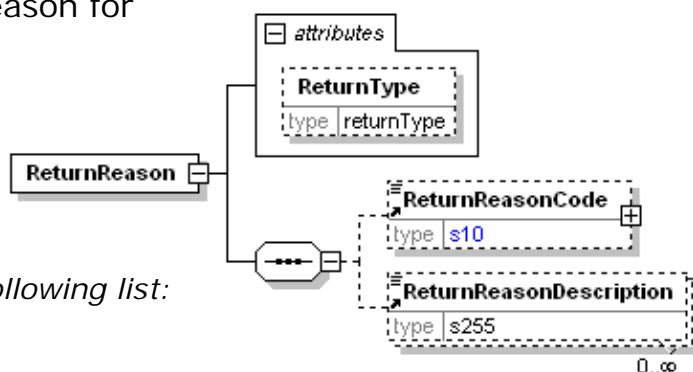 eason for
attributes
ReturnType
type returnType
ReturnReason
ReturnReasonCode
type s10
ollowing list:
ReturnReasonDescription
type s255
0..∞